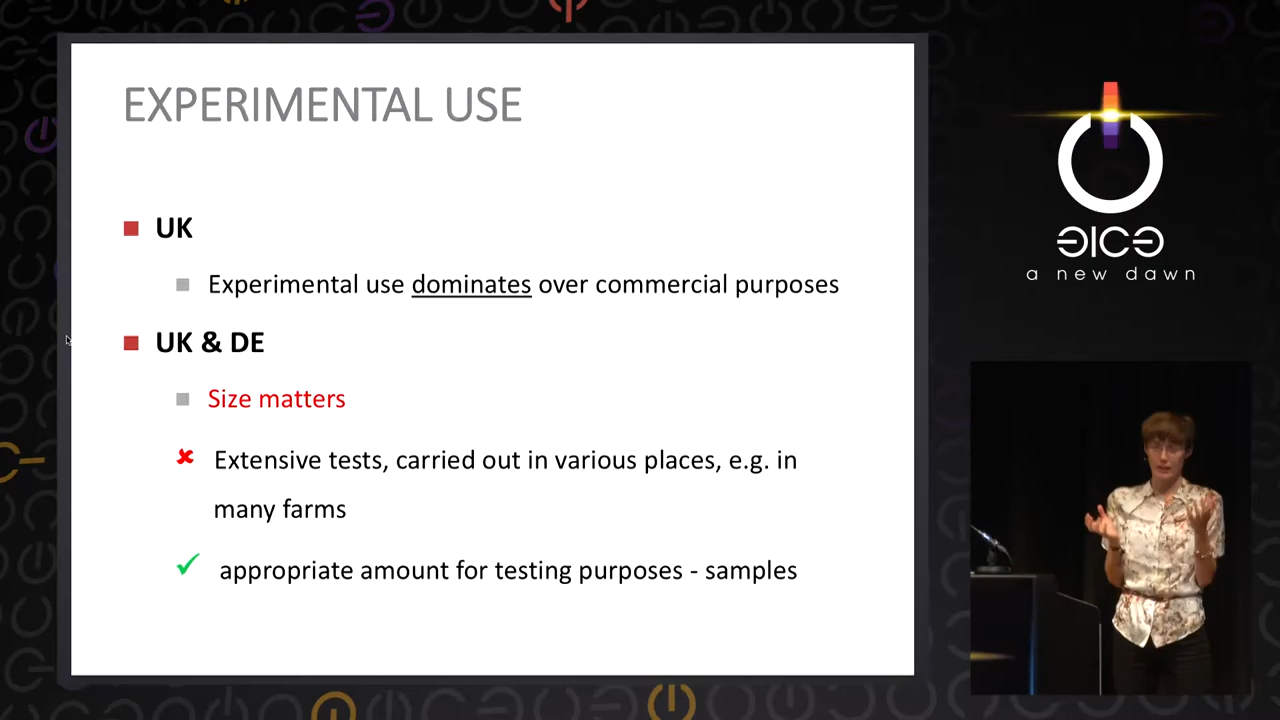 EXPERIMENTAL USE
UK
Experimental use dominates over commercial purposes
UK & DE
Size matters
Extensive tests, carried out in various places, e.g. in
many farms
appropriate amount for testing purposes - samples
a new dawn